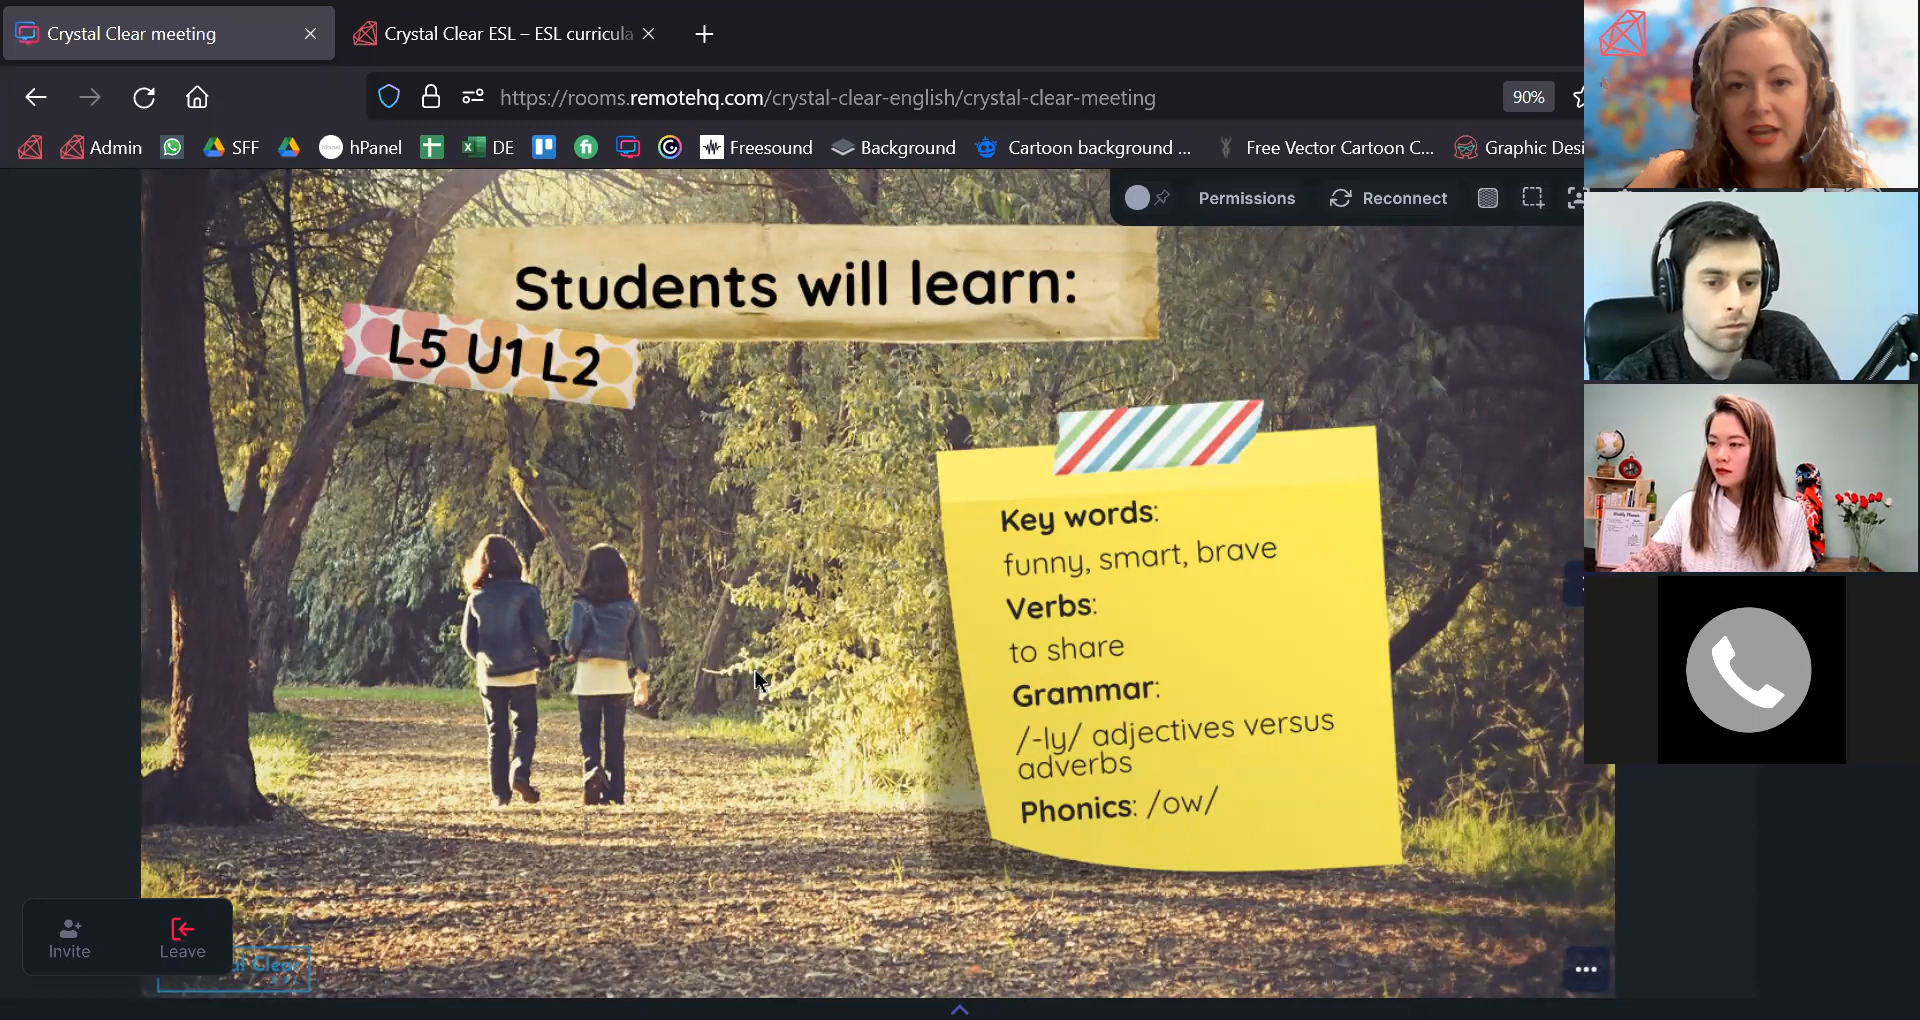 Crystal Clear meeting
Crystal Clear ESL – ESL curricula
https://rooms.remotehq.com/crystal-clear-english/crystal-clear-meeting
90%
Admin
SFF
hPanel
DE
Freesound
Background
Cartoon background ...
Free Vector Cartoon C...
Graphic Desi
Permissions
Reconnect
Students will learn:
L5 U1 L2
Key words:
funny, smart, brave
Verbs:
to share
Grammar:
/-ly/ adjectives versus
adverbs
Phonics: /ow/
Invite
Leave
Clear